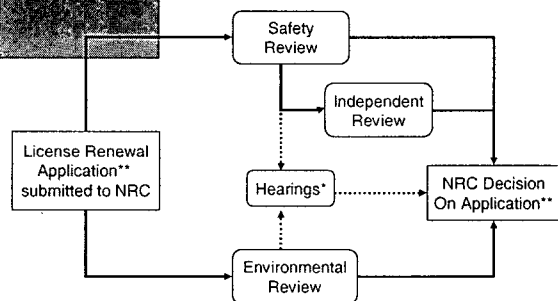 Safety
Review
Independent
Review
License Renewal
Application**
submitted to NRC
Hearings*
NRC Decision
On Application**
Environmental
Review